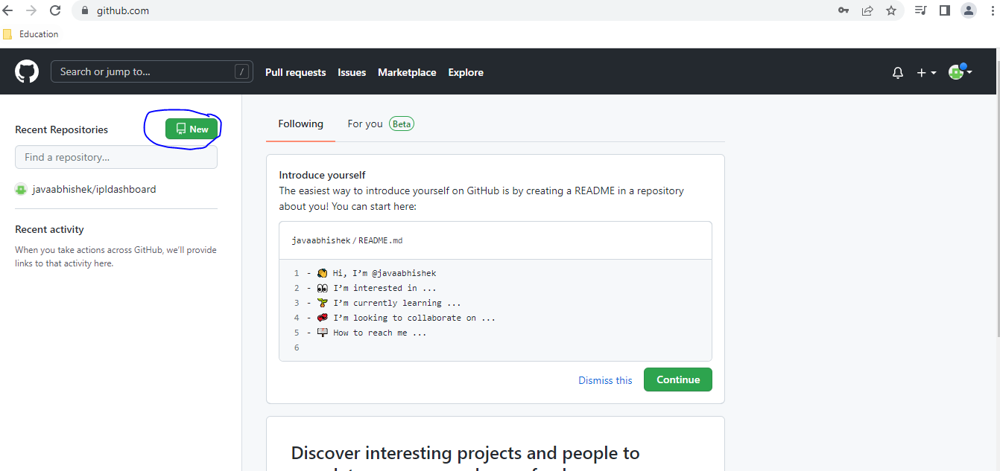 github.com
Education
Search or jump to...
/
Pull requests
Issues
Marketplace
Explore
Recent Repositories
New
Find a repository...
javaabhishek/ipldashboard
Recent activity
When you take actions across GitHub, we'll provide
links to that activity here.
Following
For you
Beta
Introduce yourself
The easiest way to introduce yourself on GitHub is by creating a README in a repository
about you! You can start here:
javaabhishek / README.md
1 - 👋 Hi, I'm @javaabhishek
2 - 👀 I'm interested in ...
3 - 🌱 I'm currently learning ...
4 - 💞️ I'm looking to collaborate on ...
5 - 📫 How to reach me ...
6
Dismiss this
Continue
Discover interesting projects and people to